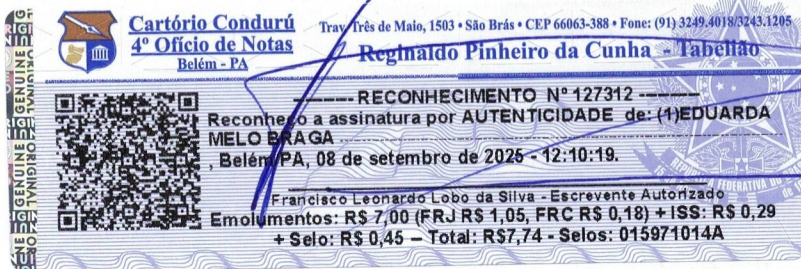 Cartório Condurú
4º Ofício de Notas
Belém - PA
Trav. Três de Maio, 1503 • São Brás • CEP 66063-388 • Fone: (91) 3249.4018/3243.1205
Reginaldo Pinheiro da Cunha - Tabelião
------- RECONHECIMENTO Nº 127312 -------
Reconheço a assinatura por AUTENTICIDADE de: (1)EDUARDA
MELO BRAGA
, Belém/PA, 08 de setembro de 2025 - 12:10:19.
Francisco Leonardo Lobo da Silva - Escrevente Autorizado
Emolumentos: R$ 7,00 (FRJ R$ 1,05, FRC R$ 0,18) + ISS: R$ 0,29
+ Selo: R$ 0,45 – Total: R$7,74 - Selos: 015971014A
GENUINE
ORIGINAL